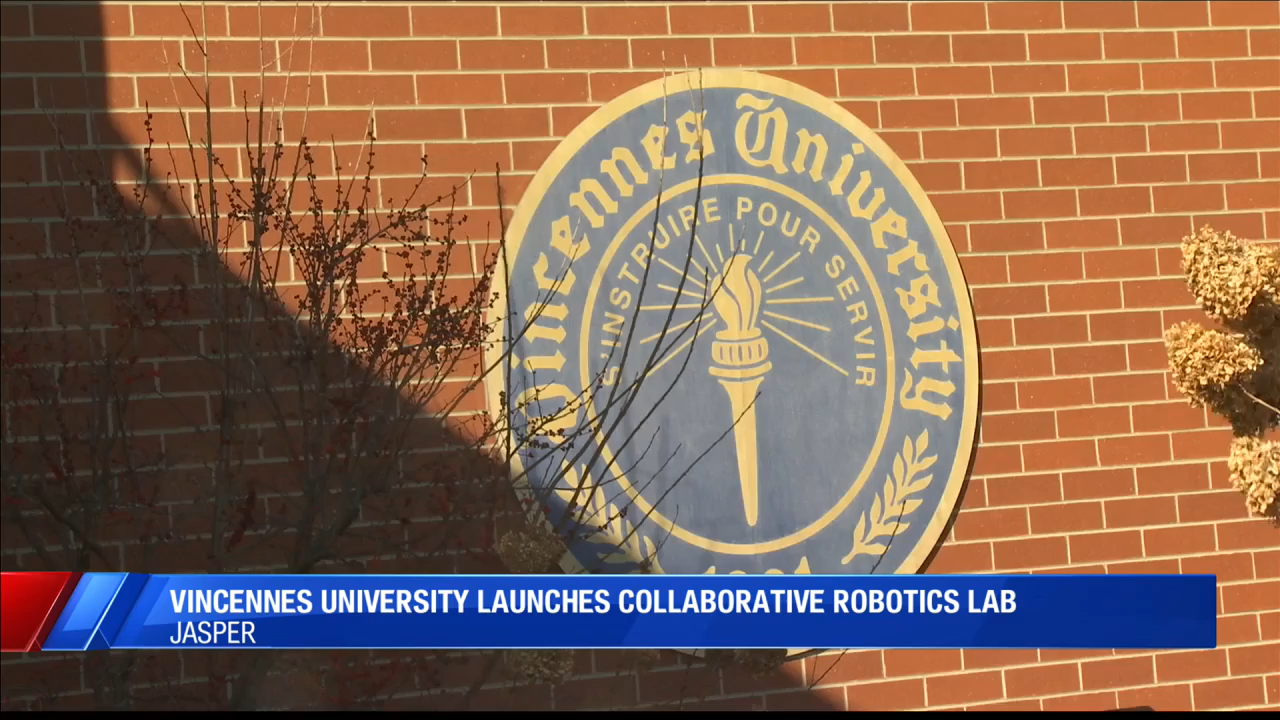 Vincennes University
S'INSTRUIRE POUR SERVIR
VINCENNES UNIVERSITY LAUNCHES COLLABORATIVE ROBOTICS LAB
JASPER